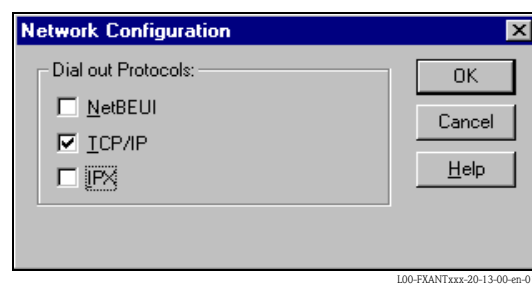 Network Configuration
Dial out Protocols:
NetBEUI
TCP/IP
IPX
OK
Cancel
Help
L00-FXANTxxx-20-13-00-en-0